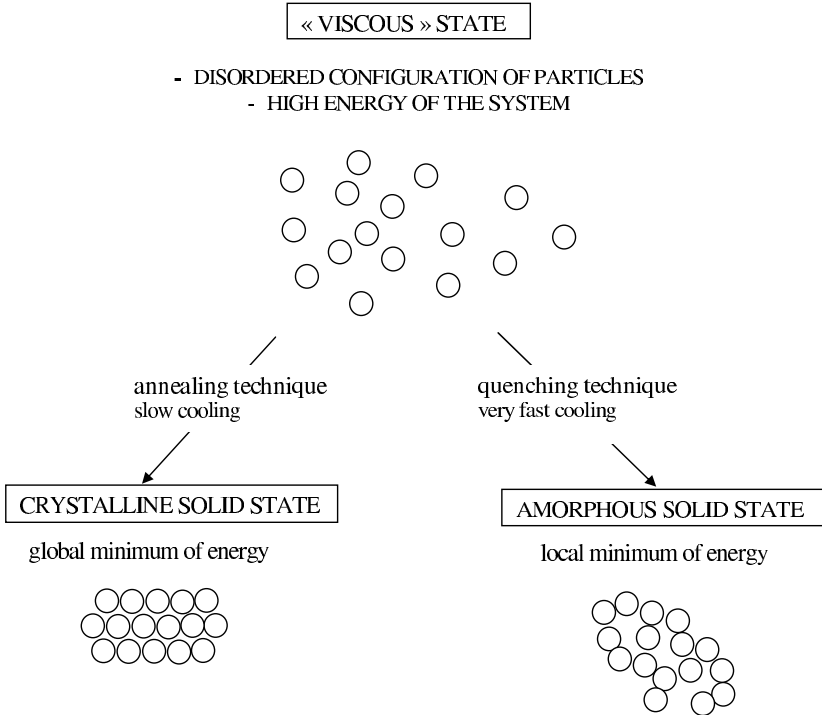 « VISCOUS » STATE
- DISORDERED CONFIGURATION OF PARTICLES
- HIGH ENERGY OF THE SYSTEM
annealing technique
slow cooling
quenching technique
very fast cooling
CRYSTALLINE SOLID STATE
global minimum of energy
AMORPHOUS SOLID STATE
local minimum of energy